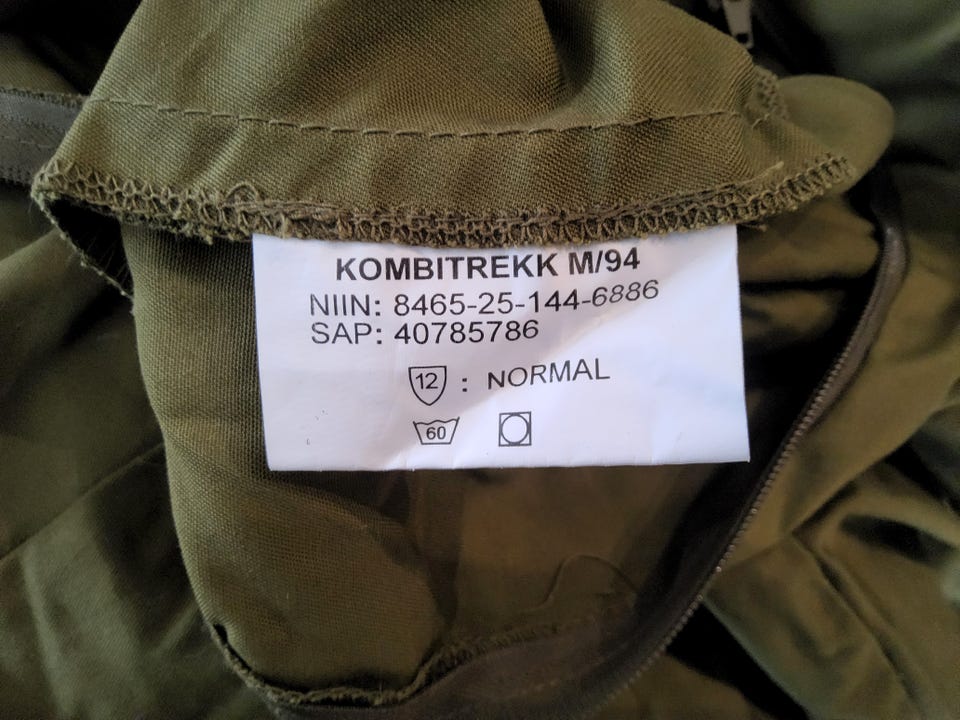 KOMBITREKK M/94
NIIN: 8465-25-144-6886
SAP: 40785786
12 : NORMAL
60